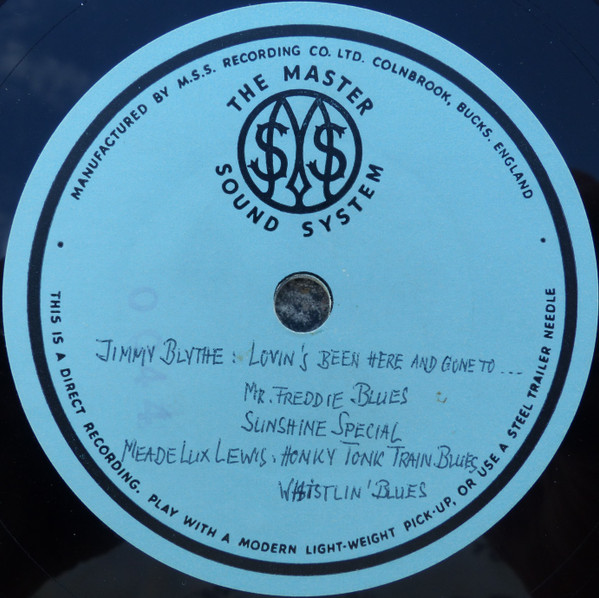 MANUFACTURED BY M.S.S. RECORDING CO. LTD. COLNBROOK, BUCKS. ENGLAND
THE MASTER
M$$
SOUND SYSTEM
0944
JIMMY BLYTHE: LOVIN'S BEEN HERE AND GONE TO ...
MR. FREDDIE BLUES
SUNSHINE SPECIAL
MEADE LUX LEWIS: HONKY TONK TRAIN BLUES
WHISTLIN' BLUES
THIS IS A DIRECT RECORDING. PLAY WITH A MODERN LIGHT-WEIGHT PICK-UP, OR USE A STEEL TRAILER NEEDLE